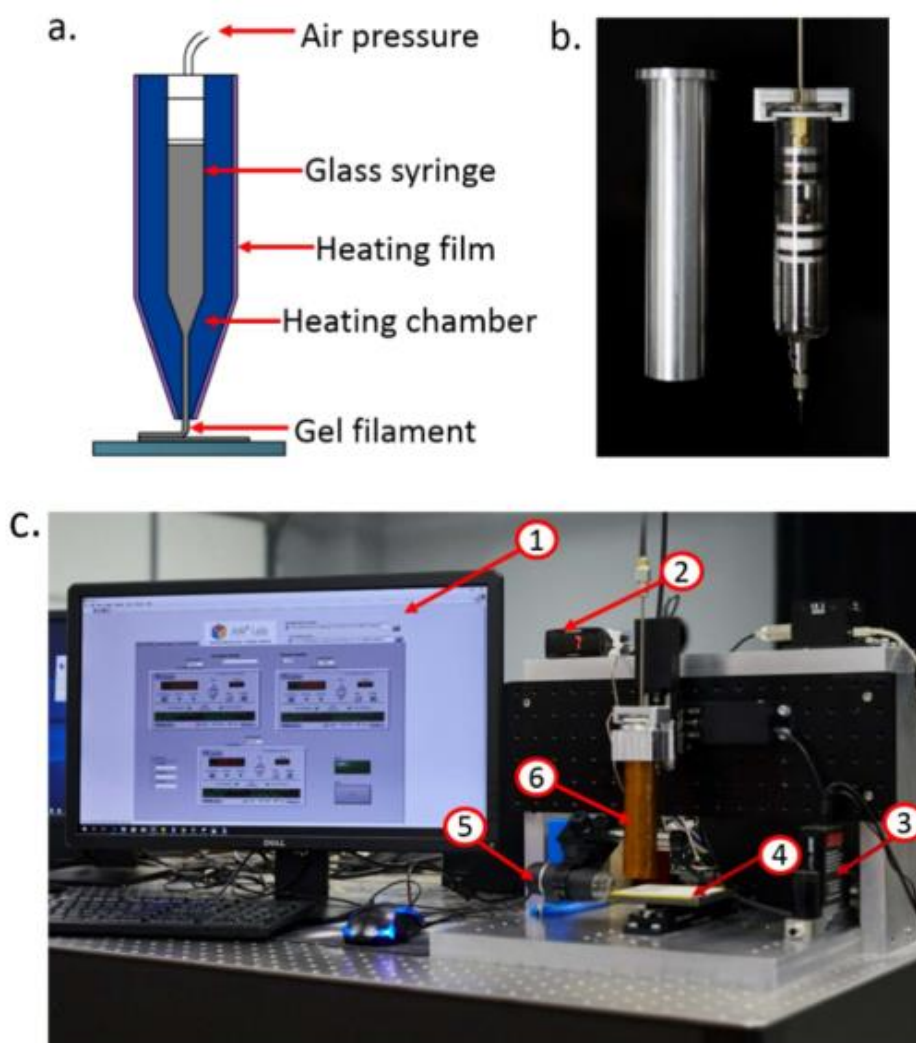 a.
Air pressure
Glass syringe
Heating film
Heating chamber
Gel filament
b.
c.
1
2
3
4
5
6
DELL